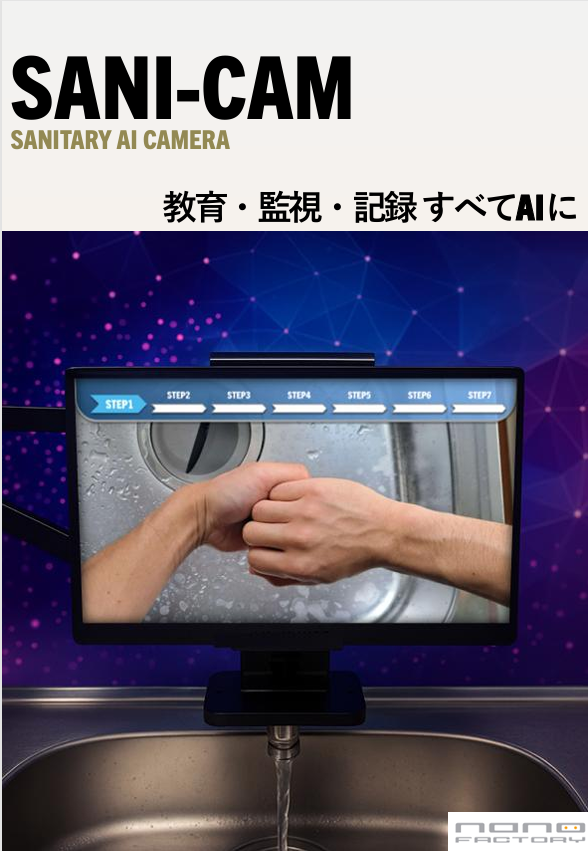 SANI-CAM
SANITARY AI CAMERA
教育・監視・記録 すべてAIに
STEP1 STEP2 STEP3 STEP4 STEP5 STEP6 STEP7
nano
FACTORY